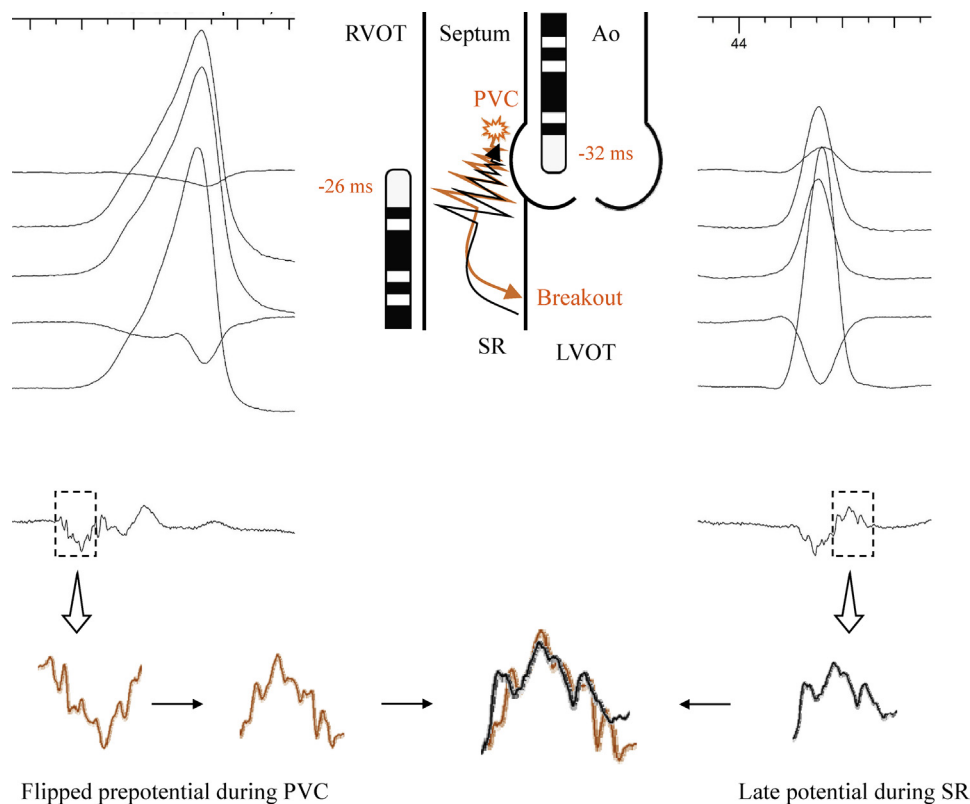 44
RVOT
Septum
Ao
PVC
-32 ms
-26 ms
Breakout
SR
LVOT
Flipped prepotential during PVC
Late potential during SR